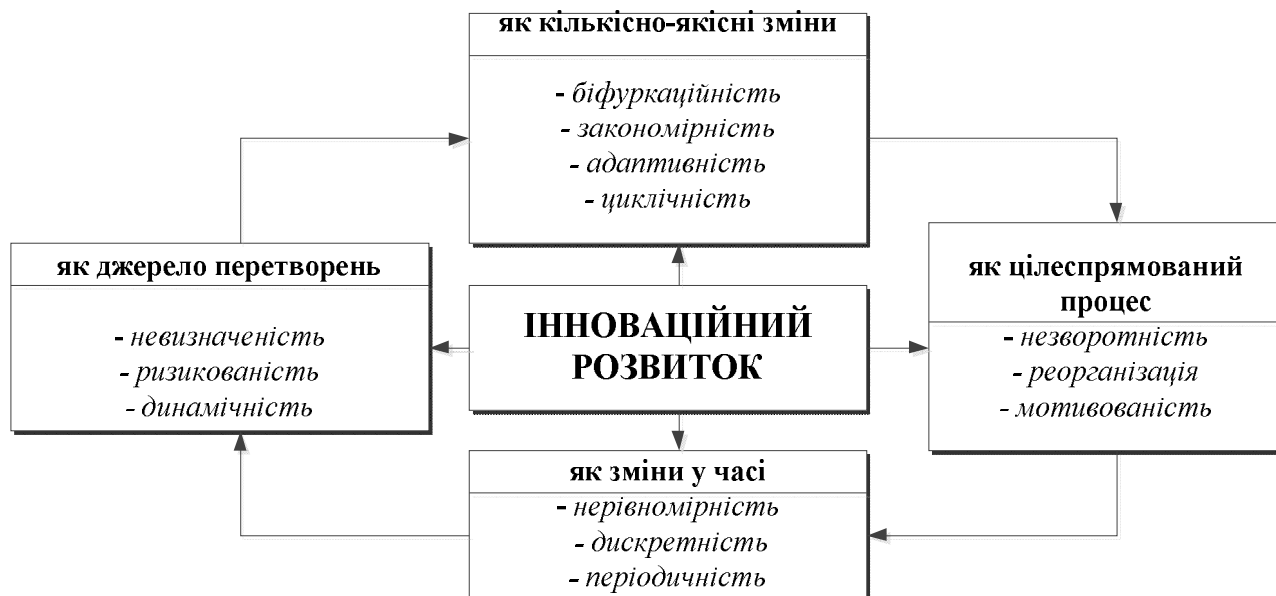 як кількісно-якісні зміни
- біфуркаційність
- закономірність
- адаптивність
- циклічність
як джерело перетворень
- невизначеність
- ризикованість
- динамічність
ІННОВАЦІЙНИЙ
РОЗВИТОК
як цілеспрямований
процес
- незворотність
- реорганізація
- мотивованість
як зміни у часі
- нерівномірність
- дискретність
- періодичність